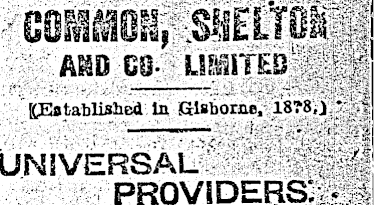 COMMON, SHELTON
AND CO. LIMITED
[(Established in Gisborne, 1878.)
UNIVERSAL
PROVIDERS.